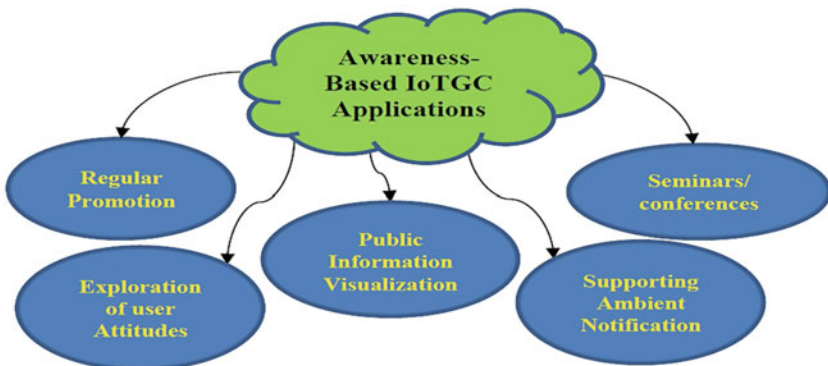 Awareness-
Based IoTGC
Applications
Regular
Promotion
Seminars/
conferences
Public
Information
Visualization
Exploration
of user
Attitudes
Supporting
Ambient
Notification